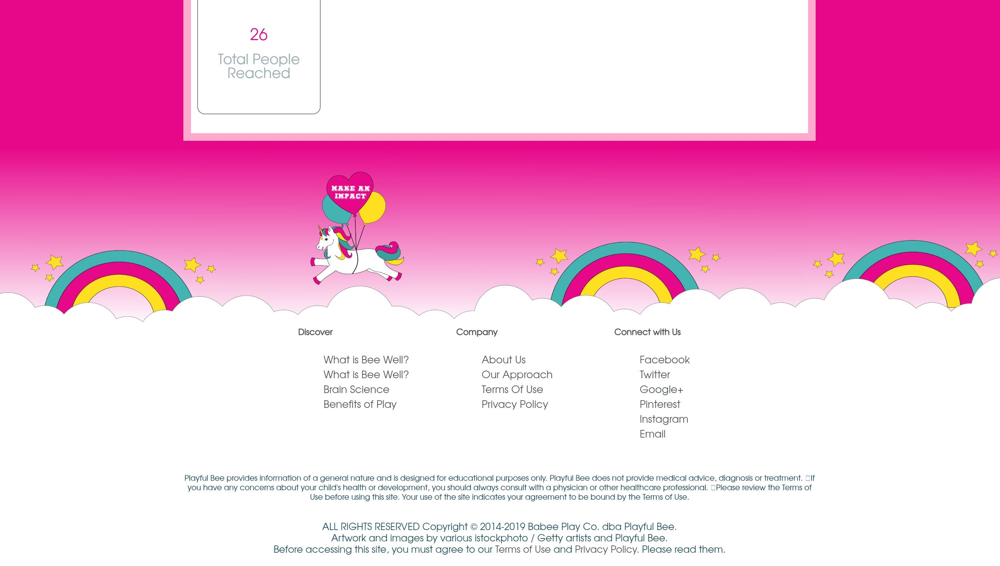 26
Total People
Reached
MAKE AN
IMPACT
Discover
What is Bee Well?
What is Bee Well?
Brain Science
Benefits of Play
Company
About Us
Our Approach
Terms Of Use
Privacy Policy
Connect with Us
Facebook
Twitter
Google+
Pinterest
Instagram
Email
Playful Bee provides information of a general nature and is designed for educational purposes only. Playful Bee does not provide medical advice, diagnosis or treatment. If
you have any concerns about your child's health or development, you should always consult with a physician or other healthcare professional. Please review the Terms of
Use before using this site. Your use of the site indicates your agreement to be bound by the Terms of Use.
ALL RIGHTS RESERVED Copyright © 2014-2019 Babee Play Co. dba Playful Bee.
Artwork and images by various istockphoto / Getty artists and Playful Bee.
Before accessing this site, you must agree to our Terms of Use and Privacy Policy. Please read them.